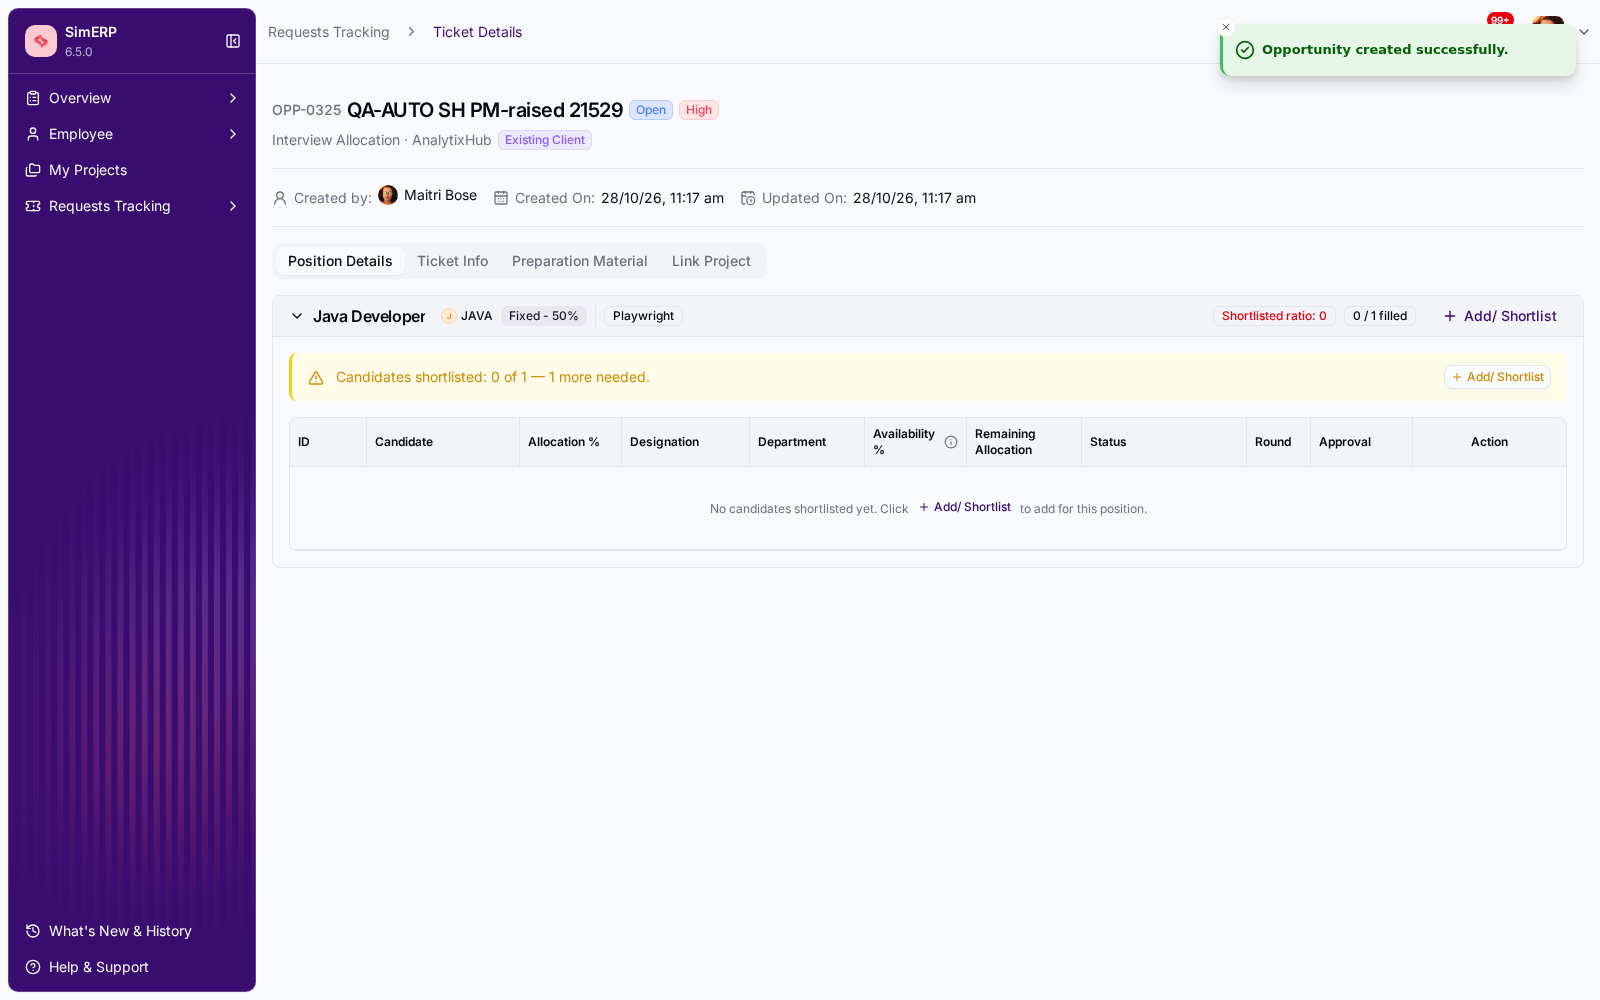 SimERP
6.5.0
Overview
Employee
My Projects
Requests Tracking
What's New & History
Help & Support
Requests Tracking > Ticket Details
99+
Opportunity created successfully.
OPP-0325 QA-AUTO SH PM-raised 21529 Open High
Interview Allocation · AnalytixHub Existing Client
Created by: Maitri Bose Created On: 28/10/26, 11:17 am Updated On: 28/10/26, 11:17 am
Position Details Ticket Info Preparation Material Link Project
Java Developer J JAVA Fixed - 50% Playwright Shortlisted ratio: 0 0 / 1 filled + Add/ Shortlist
Candidates shortlisted: 0 of 1 — 1 more needed. + Add/ Shortlist
ID Candidate Allocation % Designation Department Availability % Remaining Allocation Status Round Approval Action
No candidates shortlisted yet. Click + Add/ Shortlist to add for this position.